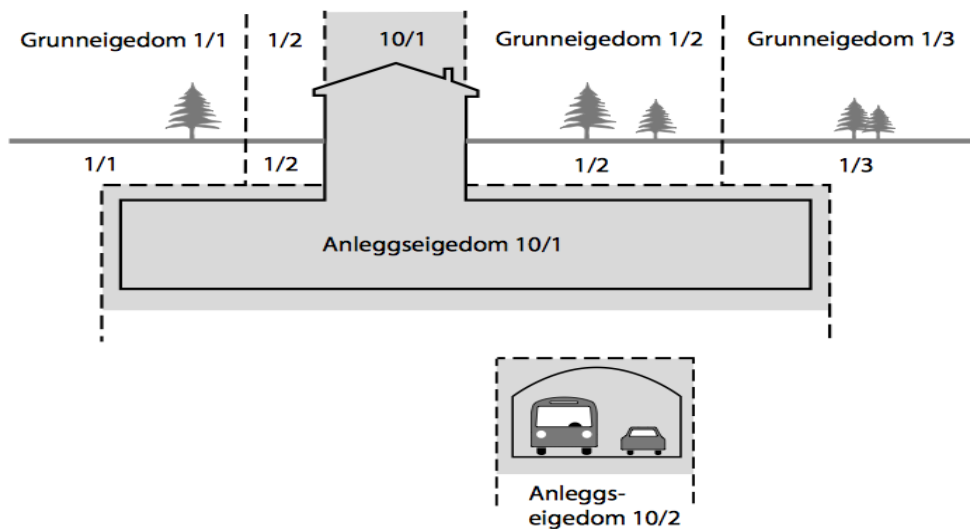 Grunneigedom 1/1
1/2
10/1
Grunneigedom 1/2
Grunneigedom 1/3
1/1
1/2
1/2
1/3
Anleggseigedom 10/1
Anleggs-
eigedom 10/2